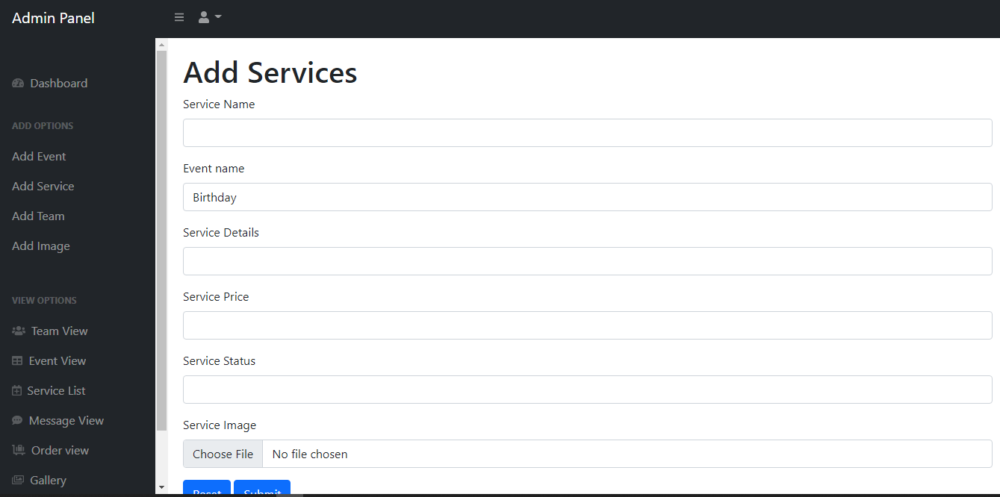 Admin Panel
Dashboard
ADD OPTIONS
Add Event
Add Service
Add Team
Add Image
VIEW OPTIONS
Team View
Event View
Service List
Message View
Order view
Gallery
Add Services
Service Name
Event name
Birthday
Service Details
Service Price
Service Status
Service Image
Choose File No file chosen
Reset Submit